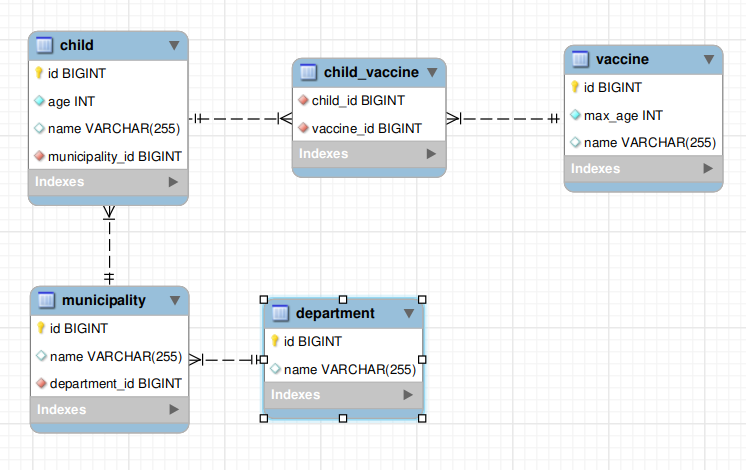 child
id BIGINT
age INT
name VARCHAR(255)
municipality_id BIGINT
Indexes
child_vaccine
child_id BIGINT
vaccine_id BIGINT
Indexes
vaccine
id BIGINT
max_age INT
name VARCHAR(255)
Indexes
municipality
id BIGINT
name VARCHAR(255)
department_id BIGINT
Indexes
department
id BIGINT
name VARCHAR(255)
Indexes